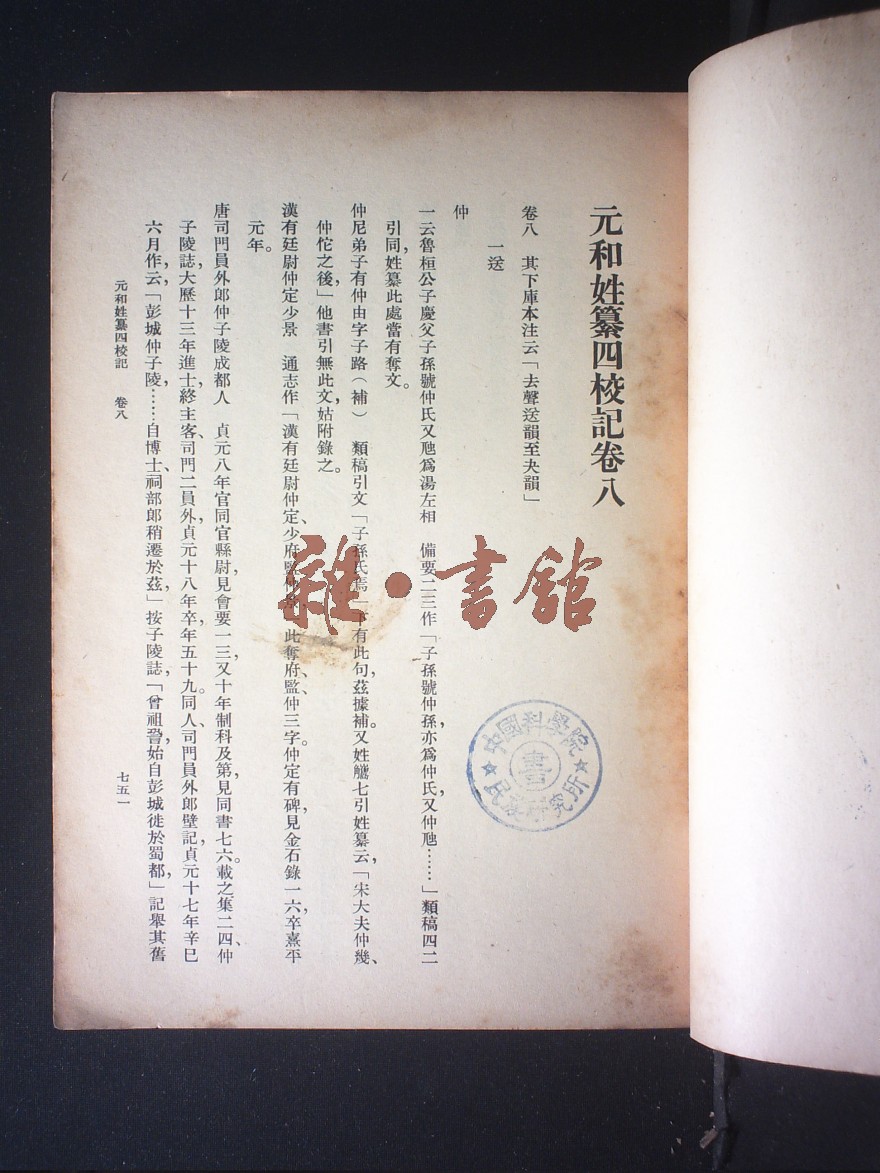 元和姓纂四校記卷八
卷八　其下庫本注云「去聲送韻至夬韻」
一送
仲
一云魯桓公子慶父子孫號仲氏又虺爲湯左相　備要二三作「子孫號仲孫，亦爲仲氏，又仲虺……」類稿四二
引同，姓纂此處當有奪文。
仲尼弟子有仲由字子路（補）　類稿引文「子孫氏焉」下有此句，茲據補。又姓觿七引姓纂云，「宋大夫仲幾、
仲佗之後，」他書引無此文，姑附錄之。
漢有廷尉仲定少景　通志作「漢有廷尉仲定、少府監仲景，」此奪府、監、仲三字。仲定有碑，見金石錄一六，卒熹平
元年。
唐司門員外郎仲子陵成都人　貞元八年官同官縣尉，見會要一三，又十年制科及第，見同書七六。載之集二四仲
子陵誌，大歷十三年進士，終主客、司門二員外，貞元十八年卒，年五十九。同人、司門員外郎壁記，貞元十七年辛巳
六月作，云，「彭城仲子陵，……自博士、祠部郎稍遷於茲，」按子陵誌，「曾祖晉，始自彭城徙於蜀都，」記舉其舊
元和姓纂四校記　卷八
七五一
雜・書館
中國科學院
民族研究所
書